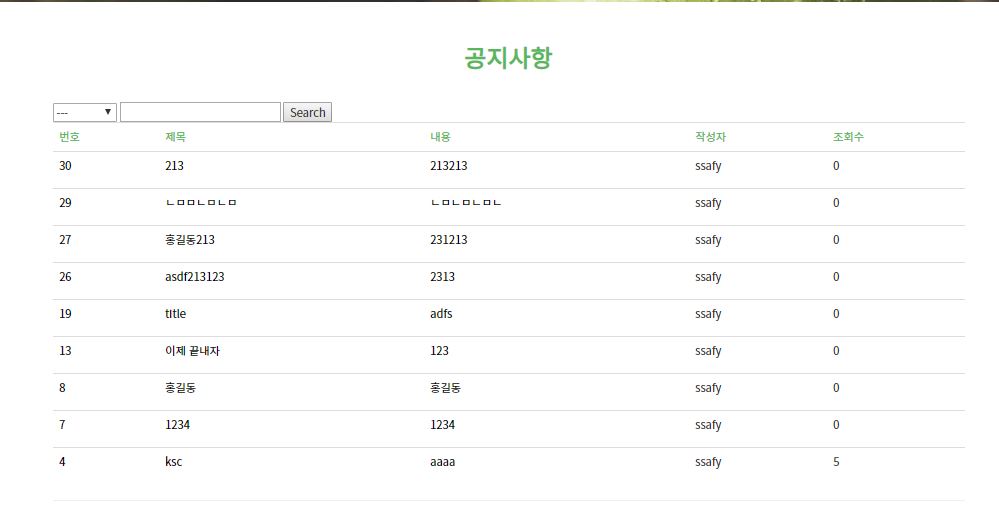 공지사항
--- Search
번호 제목 내용 작성자 조회수
30 213 213213 ssafy 0
29 ㄴㅁㅁㄴㅁㄴㅁ ㄴㅁㄴㅁㄴㅁㄴ ssafy 0
27 홍길동213 231213 ssafy 0
26 asdf213123 2313 ssafy 0
19 title adfs ssafy 0
13 이제 끝내자 123 ssafy 0
8 홍길동 홍길동 ssafy 0
7 1234 1234 ssafy 0
4 ksc aaaa ssafy 5